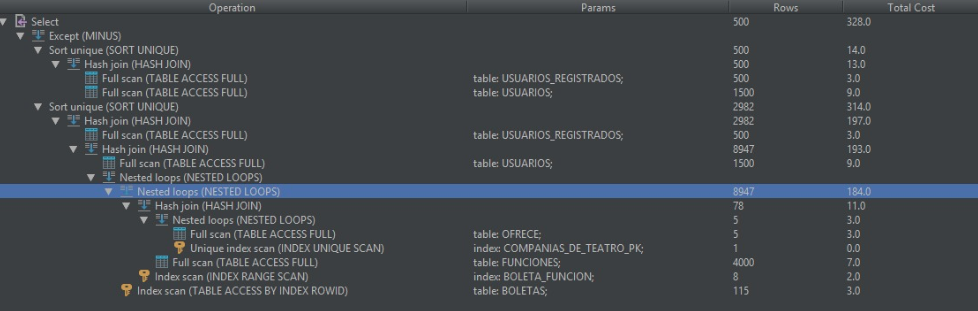 Operation Params Rows Total Cost
Select 500 328.0
Except (MINUS)
Sort unique (SORT UNIQUE) 500 14.0
Hash join (HASH JOIN) 500 13.0
Full scan (TABLE ACCESS FULL) table: USUARIOS_REGISTRADOS; 500 3.0
Full scan (TABLE ACCESS FULL) table: USUARIOS; 1500 9.0
Sort unique (SORT UNIQUE) 2982 314.0
Hash join (HASH JOIN) 2982 197.0
Full scan (TABLE ACCESS FULL) table: USUARIOS_REGISTRADOS; 500 3.0
Hash join (HASH JOIN) 8947 193.0
Full scan (TABLE ACCESS FULL) table: USUARIOS; 1500 9.0
Nested loops (NESTED LOOPS)
Nested loops (NESTED LOOPS) 8947 184.0
Hash join (HASH JOIN) 78 11.0
Nested loops (NESTED LOOPS) 5 3.0
Full scan (TABLE ACCESS FULL) table: OFRECE; 5 3.0
Unique index scan (INDEX UNIQUE SCAN) index: COMPANIAS_DE_TEATRO_PK; 1 0.0
Full scan (TABLE ACCESS FULL) table: FUNCIONES; 4000 7.0
Index scan (INDEX RANGE SCAN) index: BOLETA_FUNCION; 8 2.0
Index scan (TABLE ACCESS BY INDEX ROWID) table: BOLETAS; 115 3.0